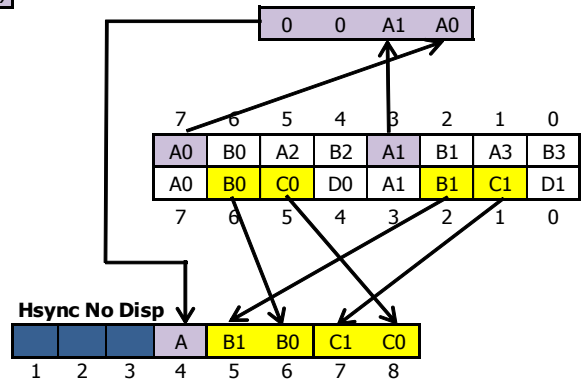 0 0 A1 A0
7 6 5 4 3 2 1 0
A0 B0 A2 B2 A1 B1 A3 B3
A0 B0 C0 D0 A1 B1 C1 D1
7 6 5 4 3 2 1 0
Hsync No Disp
A B1 B0 C1 C0
1 2 3 4 5 6 7 8